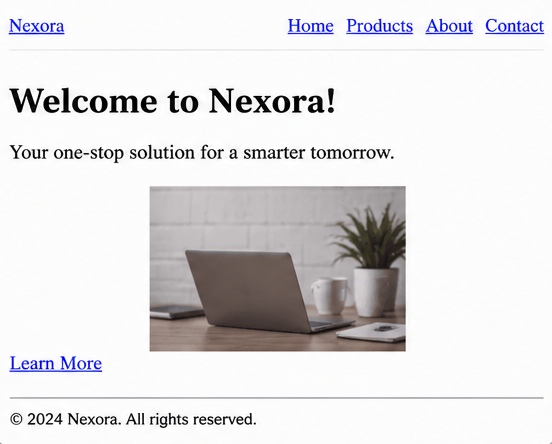 Nexora Home Products About Contact
Welcome to Nexora!
Your one-stop solution for a smarter tomorrow.
Learn More
© 2024 Nexora. All rights reserved.